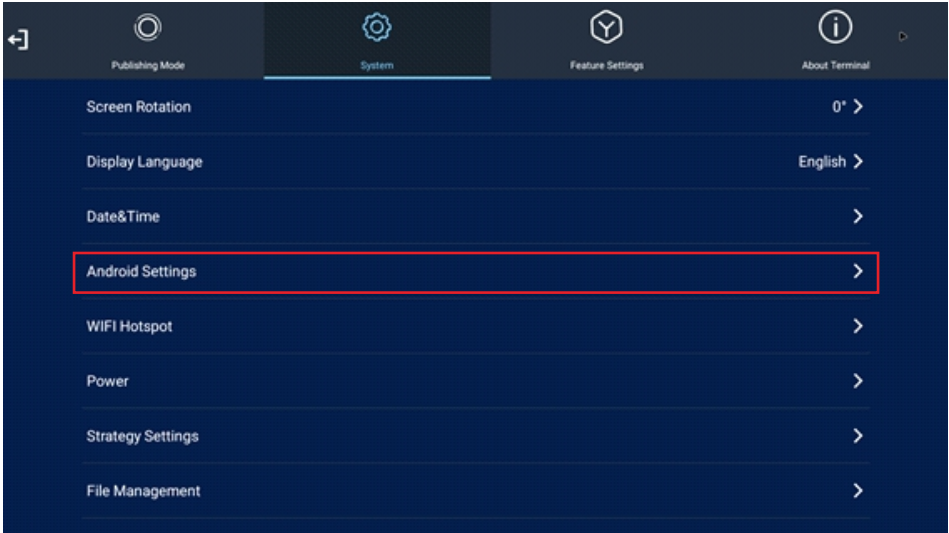 Publishing Mode
System
Feature Settings
About Terminal
Screen Rotation 0°
Display Language English
Date&Time
Android Settings
WIFI Hotspot
Power
Strategy Settings
File Management